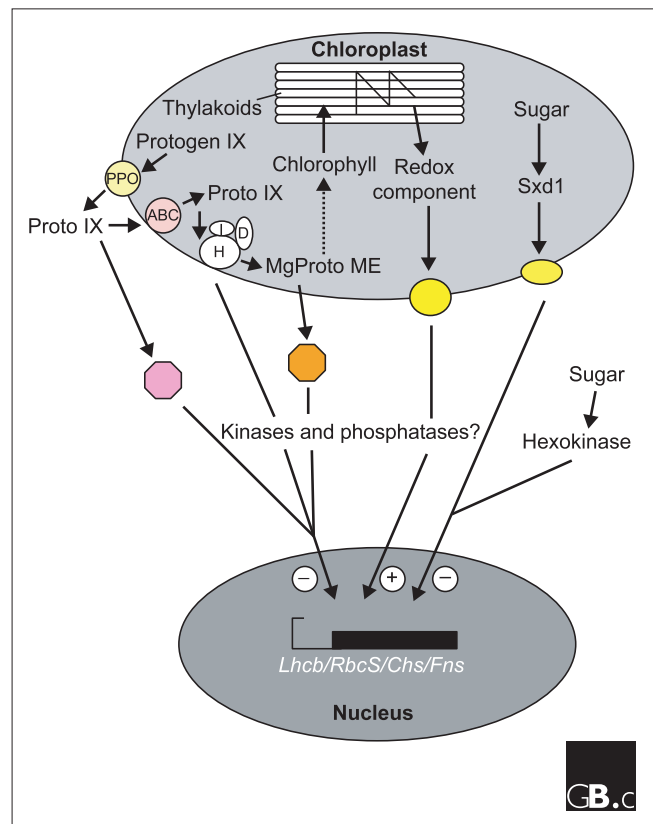 Chloroplast
Thylakoids
Sugar
Protogen IX
Chlorophyll
Redox
component
Sxd1
PPO
Proto IX
ABC
Proto IX
I
D
H
MgProto ME
Sugar
Kinases and phosphatases?
Hexokinase
–
+
–
Lhcb/RbcS/Chs/Fns
Nucleus
GB.c